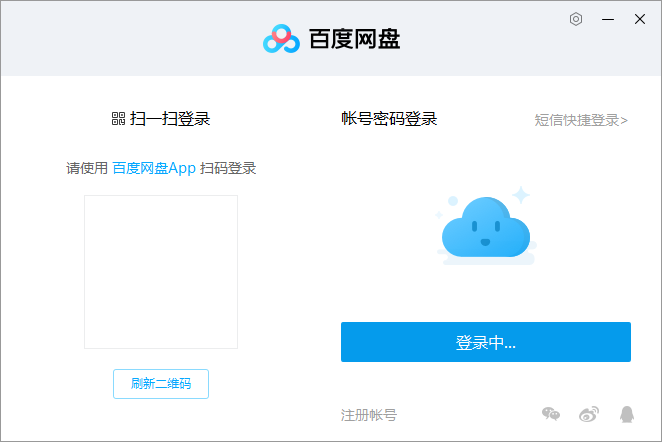 百度网盘
扫一扫登录
请使用 百度网盘App 扫码登录
刷新二维码
帐号密码登录
短信快捷登录>
登录中...
注册帐号